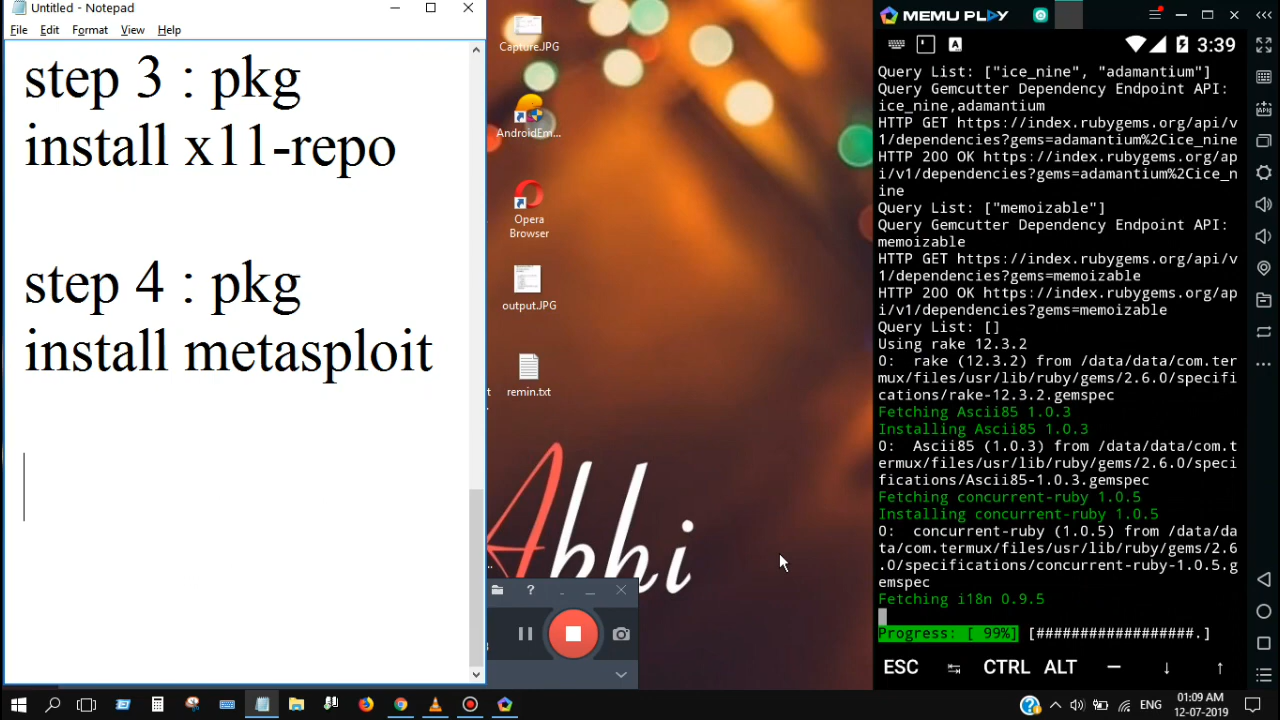 Untitled - Notepad
File Edit Format View Help
step 3 : pkg
install x11-repo
step 4 : pkg
install metasploit
Capture.JPG
AndroidEm...
Opera
Browser
output.JPG
remin.txt
Abhi
MEMU PLAY
3:39
Query List: ["ice_nine", "adamantium"]
Query Gemcutter Dependency Endpoint API:
ice_nine,adamantium
HTTP GET https://index.rubygems.org/api/v
1/dependencies?gems=adamantium%2Cice_nine
HTTP 200 OK https://index.rubygems.org/ap
i/v1/dependencies?gems=adamantium%2Cice_n
ine
Query List: ["memoizable"]
Query Gemcutter Dependency Endpoint API:
memoizable
HTTP GET https://index.rubygems.org/api/v
1/dependencies?gems=memoizable
HTTP 200 OK https://index.rubygems.org/ap
i/v1/dependencies?gems=memoizable
Query List: []
Using rake 12.3.2
0:  rake (12.3.2) from /data/data/com.ter
mux/files/usr/lib/ruby/gems/2.6.0/specifi
cations/rake-12.3.2.gemspec
Fetching Ascii85 1.0.3
Installing Ascii85 1.0.3
0:  Ascii85 (1.0.3) from /data/data/com.t
ermux/files/usr/lib/ruby/gems/2.6.0/speci
fications/Ascii85-1.0.3.gemspec
Fetching concurrent-ruby 1.0.5
Installing concurrent-ruby 1.0.5
0:  concurrent-ruby (1.0.5) from /data/da
ta/com.termux/files/usr/lib/ruby/gems/2.6
.0/specifications/concurrent-ruby-1.0.5.g
emspec
Fetching i18n 0.9.5
Progress: [ 99%] [##################.]
ESC CTRL ALT — ↓ ↑
ENG
01:09 AM
12-07-2019